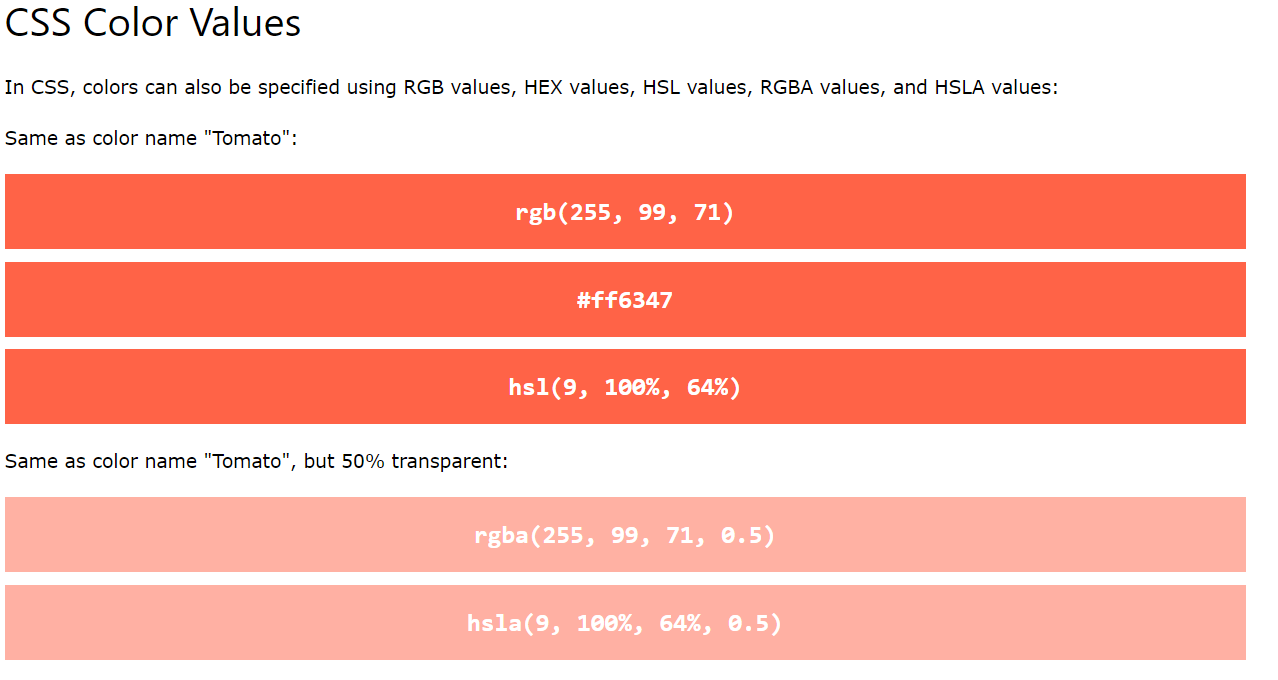 CSS Color Values
In CSS, colors can also be specified using RGB values, HEX values, HSL values, RGBA values, and HSLA values:
Same as color name "Tomato":
rgb(255, 99, 71)
#ff6347
hsl(9, 100%, 64%)
Same as color name "Tomato", but 50% transparent:
rgba(255, 99, 71, 0.5)
hsla(9, 100%, 64%, 0.5)